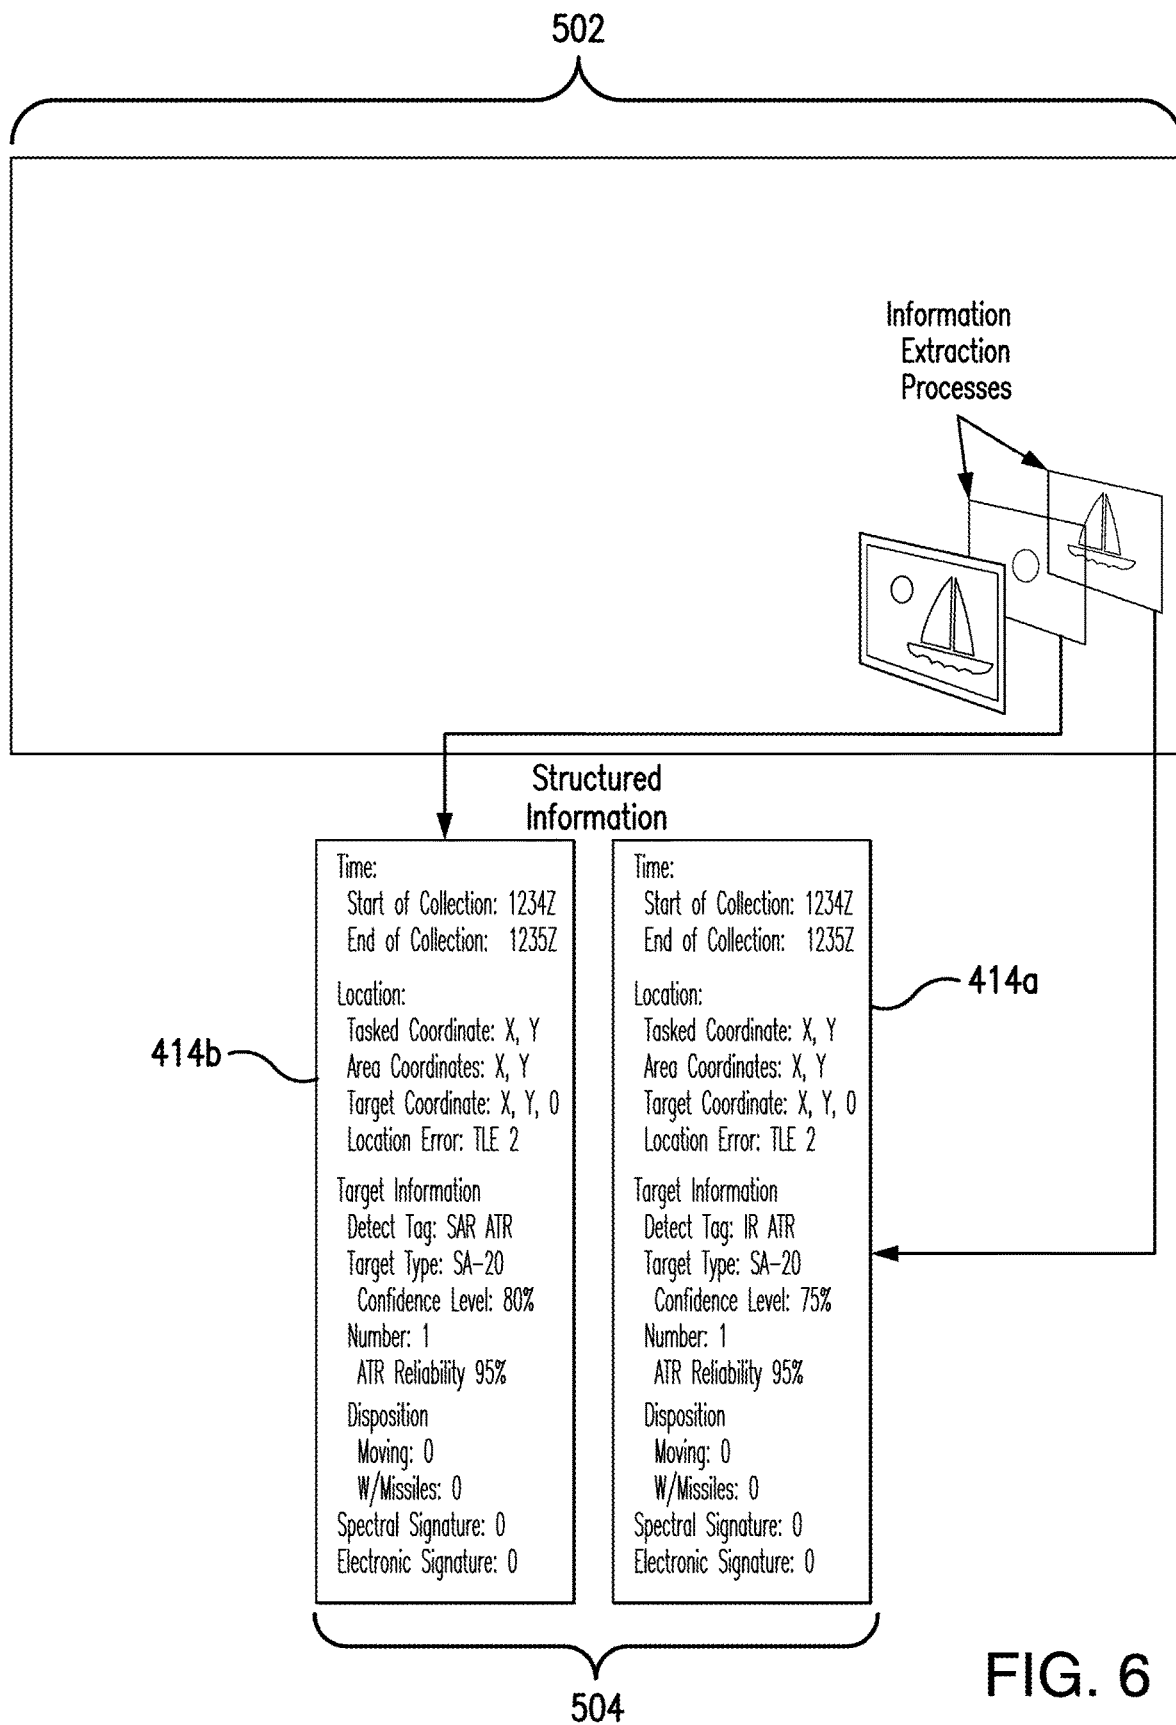 502
Information
Extraction
Processes
Structured
Information
Time:
Start of Collection: 1234Z
End of Collection: 1235Z
Location:
Tasked Coordinate: X, Y
Area Coordinates: X, Y
Target Coordinate: X, Y, 0
Location Error: TLE 2
Target Information
Detect Tag: SAR ATR
Target Type: SA-20
Confidence Level: 80%
Number: 1
ATR Reliability 95%
Disposition
Moving: 0
W/Missiles: 0
Spectral Signature: 0
Electronic Signature: 0
414b
Time:
Start of Collection: 1234Z
End of Collection: 1235Z
Location:
Tasked Coordinate: X, Y
Area Coordinates: X, Y
Target Coordinate: X, Y, 0
Location Error: TLE 2
Target Information
Detect Tag: IR ATR
Target Type: SA-20
Confidence Level: 75%
Number: 1
ATR Reliability 95%
Disposition
Moving: 0
W/Missiles: 0
Spectral Signature: 0
Electronic Signature: 0
414a
504
FIG. 6